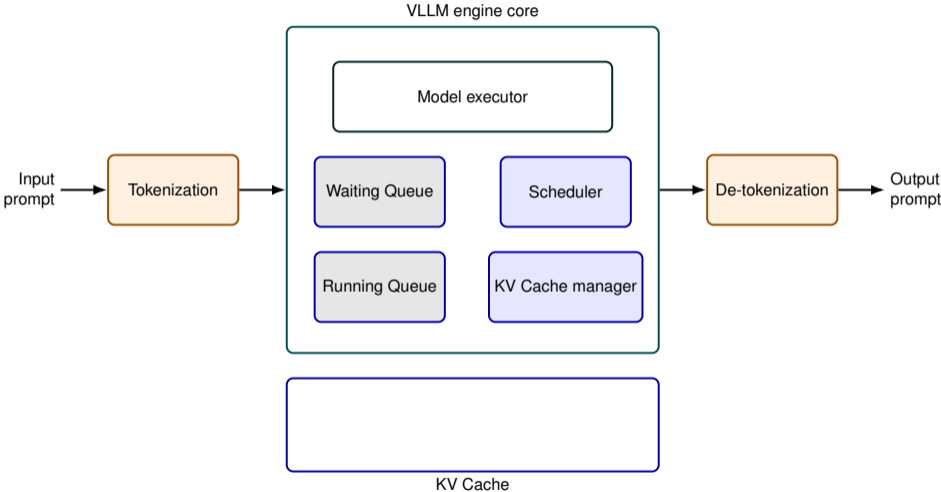 VLLM engine core
Model executor
Input
prompt
Tokenization
Waiting Queue
Scheduler
De-tokenization
Output
prompt
Running Queue
KV Cache manager
KV Cache